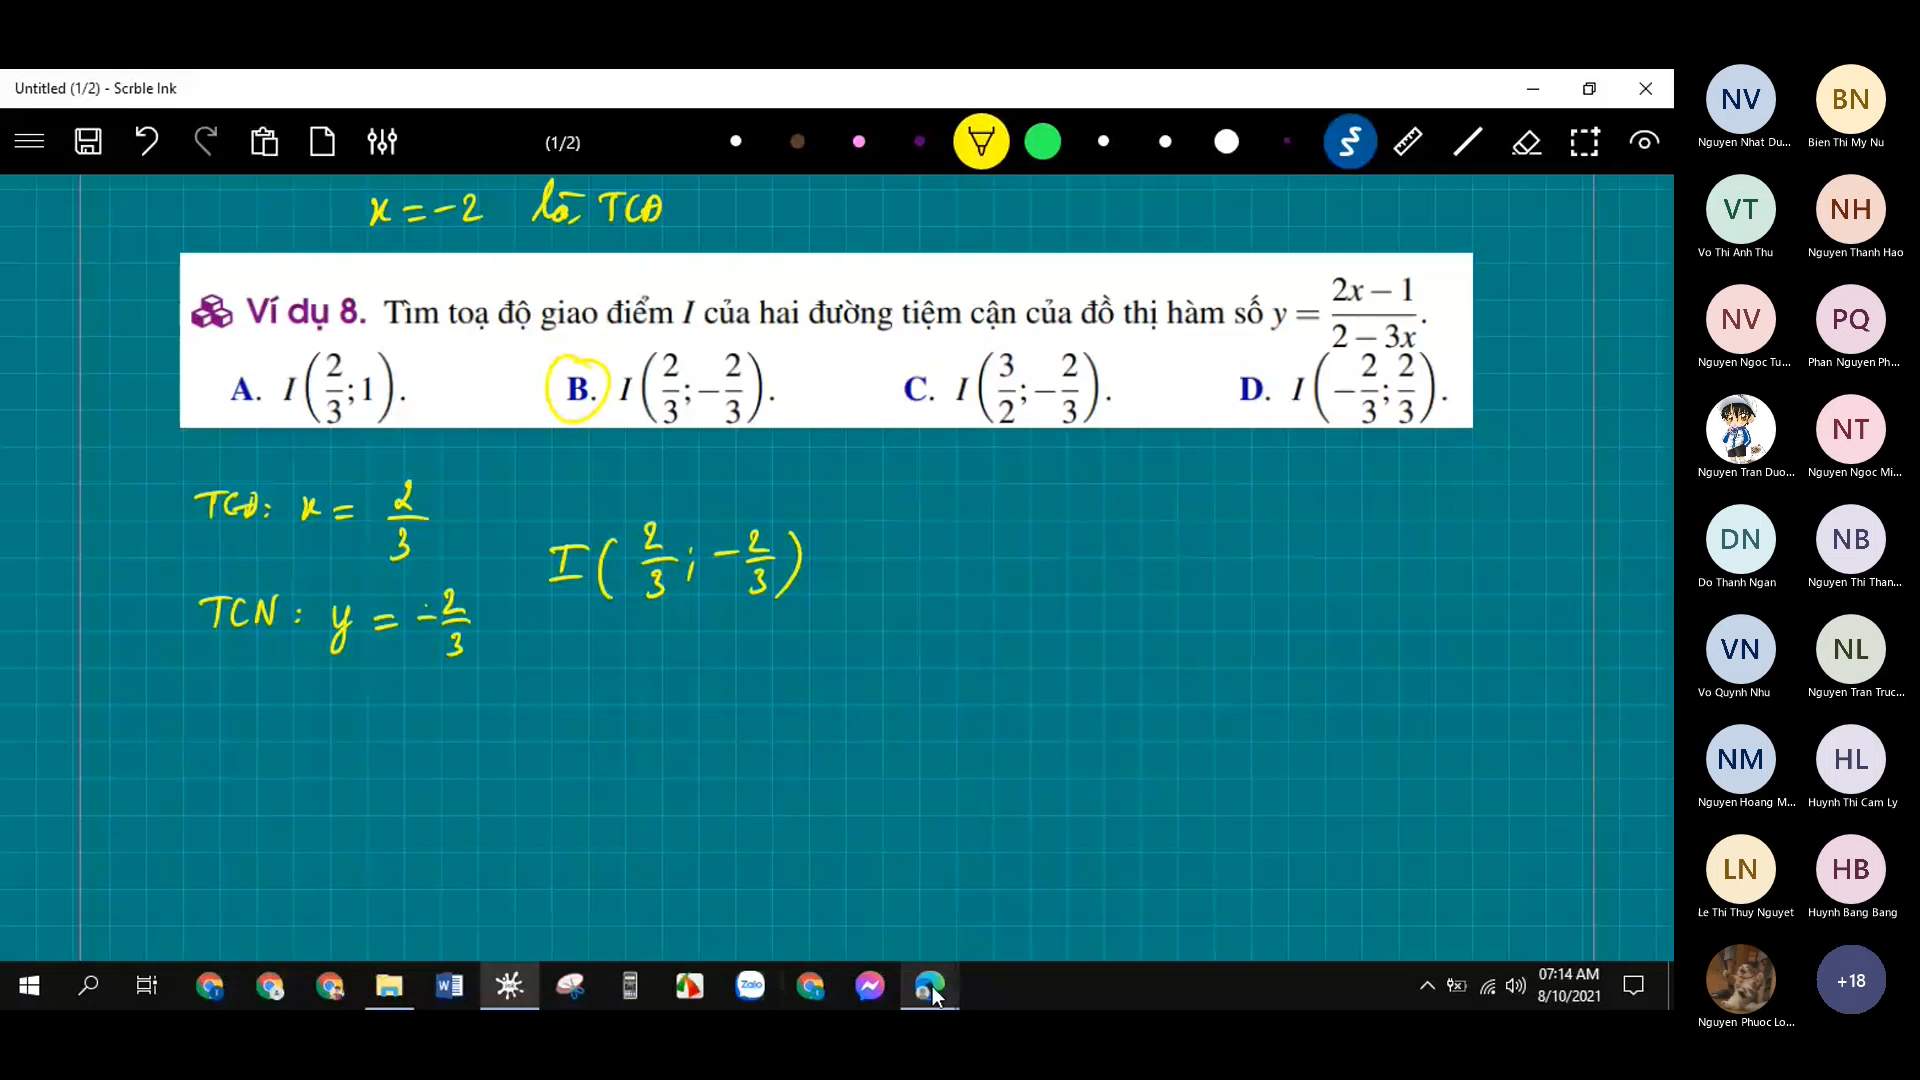 Untitled (1/2) - Scrble Ink
(1/2)
x = -2 là TCĐ
Ví dụ 8. Tìm toạ độ giao điểm I của hai đường tiệm cận của đồ thị hàm số y = (2x − 1)/(2 − 3x).
A. I(2/3; 1). B. I(2/3; −2/3). C. I(3/2; −2/3). D. I(−2/3; 2/3).
TCĐ: x = 2/3
I(2/3; -2/3)
TCN: y = -2/3
NV BN
Nguyen Nhat Du... Bien Thi My Nu
VT NH
Vo Thi Anh Thu Nguyen Thanh Hao
NV PQ
Nguyen Ngoc Tu... Phan Nguyen Ph...
NT
Nguyen Tran Duo... Nguyen Ngoc Mi...
DN NB
Do Thanh Ngan Nguyen Thi Than...
VN NL
Vo Quynh Nhu Nguyen Tran Truc...
NM HL
Nguyen Hoang M... Huynh Thi Cam Ly
LN HB
Le Thi Thuy Nguyet Huynh Bang Bang
+18
Nguyen Phuoc Lo...
Zalo
07:14 AM
8/10/2021